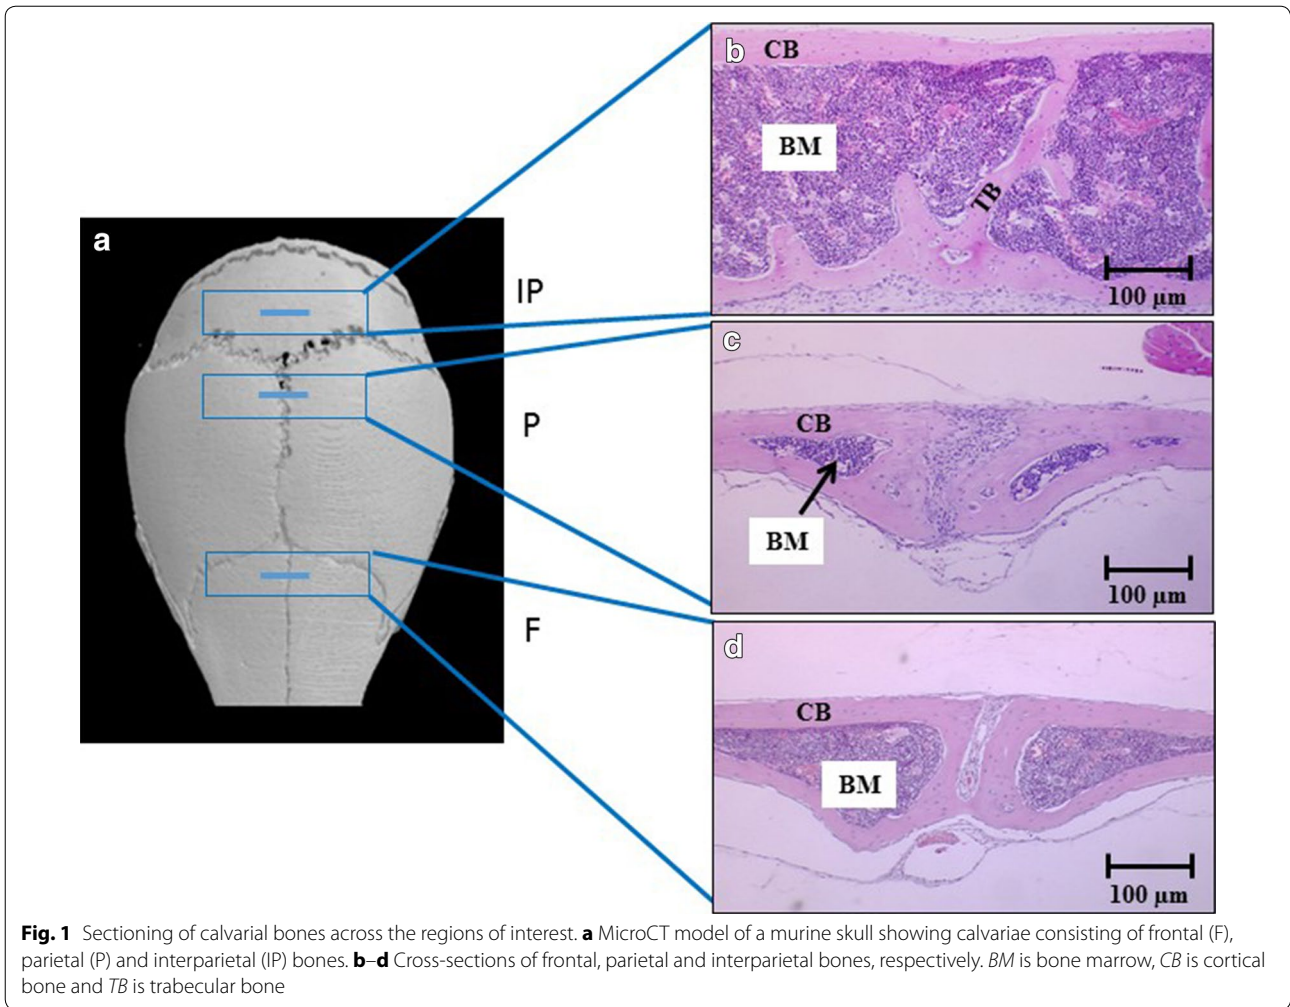 a
IP
P
F
b
CB
BM
TB
100 µm
c
CB
BM
100 µm
d
CB
BM
100 µm
Fig. 1 Sectioning of calvarial bones across the regions of interest. a MicroCT model of a murine skull showing calvariae consisting of frontal (F),
parietal (P) and interparietal (IP) bones. b–d Cross-sections of frontal, parietal and interparietal bones, respectively. BM is bone marrow, CB is cortical
bone and TB is trabecular bone